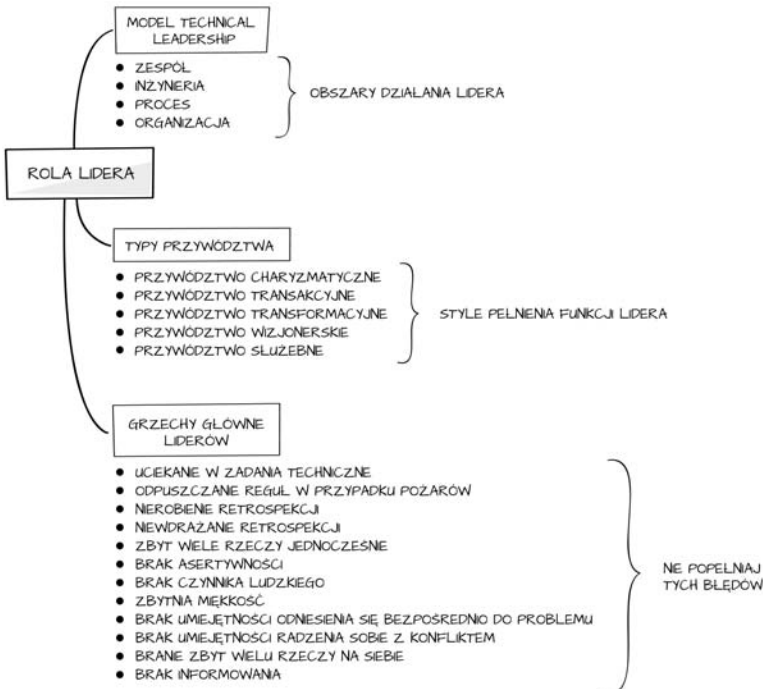 MODEL TECHNICAL
LEADERSHIP
● ZESPÓŁ
● INŻYNIERIA
● PROCES
● ORGANIZACJA
OBSZARY DZIAŁANIA LIDERA
ROLA LIDERA
TYPY PRZYWÓDZTWA
● PRZYWÓDZTWO CHARYZMATYCZNE
● PRZYWÓDZTWO TRANSAKCYJNE
● PRZYWÓDZTWO TRANSFORMACYJNE
● PRZYWÓDZTWO WIZJONERSKIE
● PRZYWÓDZTWO SŁUŻEBNE
STYLE PEŁNIENIA FUNKCJI LIDERA
GRZECHY GŁÓWNE
LIDERÓW
● UCIEKANIE W ZADANIA TECHNICZNE
● ODPUSZCZANIE REGUŁ W PRZYPADKU POŻARÓW
● NIEROBIENIE RETROSPEKCJI
● NIEWDRAŻANIE RETROSPEKCJI
● ZBYT WIELE RZECZY JEDNOCZEŚNIE
● BRAK ASERTYWNOŚCI
● BRAK CZYNNIKA LUDZKIEGO
● ZBYTNIA MIĘKKOŚĆ
● BRAK UMIEJĘTNOŚCI ODNIESIENIA SIĘ BEZPOŚREDNIO DO PROBLEMU
● BRAK UMIEJĘTNOŚCI RADZENIA SOBIE Z KONFLIKTEM
● BRANIE ZBYT WIELU RZECZY NA SIEBIE
● BRAK INFORMOWANIA
NIE POPEŁNIAJ
TYCH BŁĘDÓW